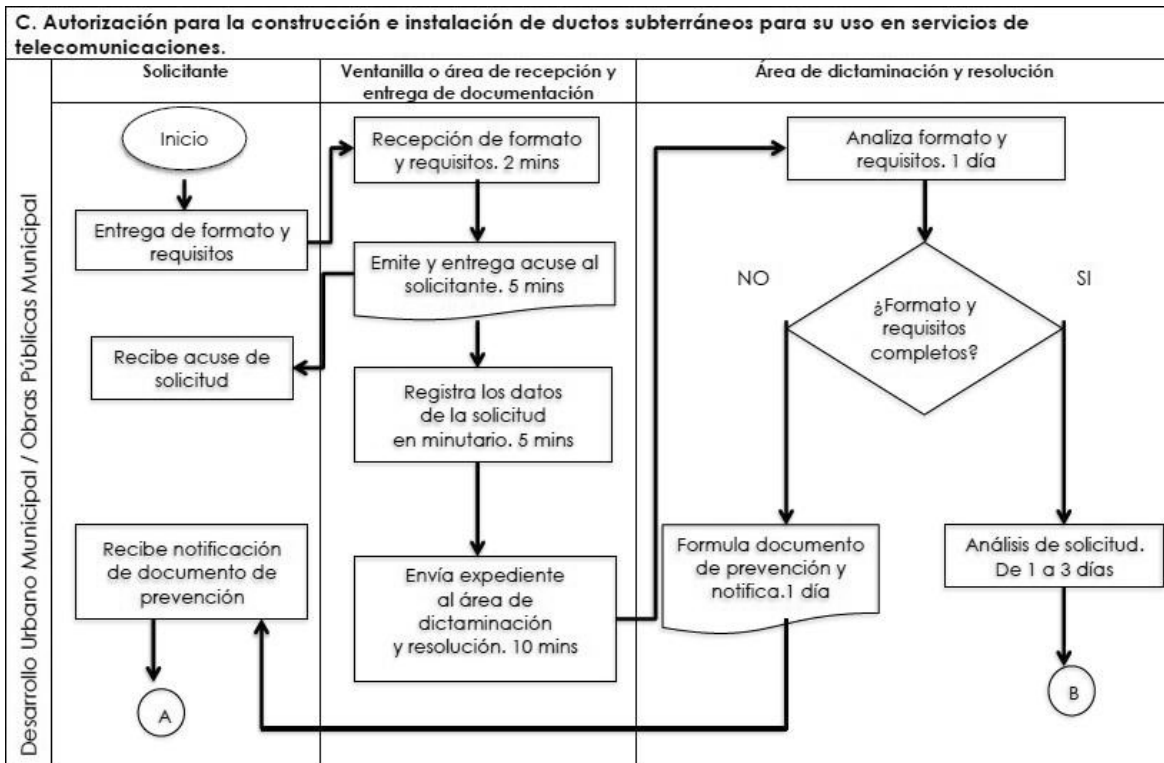 C. Autorización para la construcción e instalación de ductos subterráneos para su uso en servicios de
telecomunicaciones.
Desarrollo Urbano Municipal / Obras Públicas Municipal
Solicitante
Ventanilla o área de recepción y
entrega de documentación
Área de dictaminación y resolución
Inicio
Entrega de formato y
requisitos
Recepción de formato
y requisitos. 2 mins
Emite y entrega acuse al
solicitante. 5 mins
Recibe acuse de
solicitud
Registra los datos
de la solicitud
en minutario. 5 mins
Envía expediente
al área de
dictaminación
y resolución. 10 mins
Analiza formato y
requisitos. 1 día
¿Formato y
requisitos
completos?
NO
SI
Formula documento
de prevención y
notifica.1 día
Análisis de solicitud.
De 1 a 3 días
Recibe notificación
de documento de
prevención
A
B